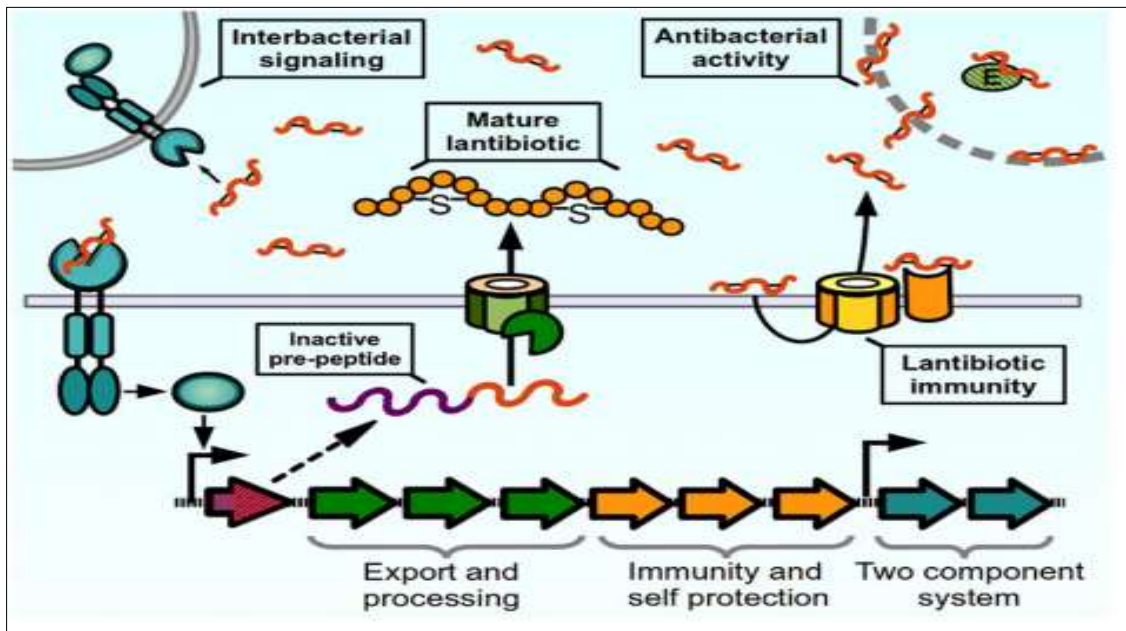 Interbacterial
signaling
Antibacterial
activity
E
Mature
lantibiotic
S
S
Inactive
pre-peptide
Lantibiotic
immunity
Export and
processing
Immunity and
self protection
Two component
system